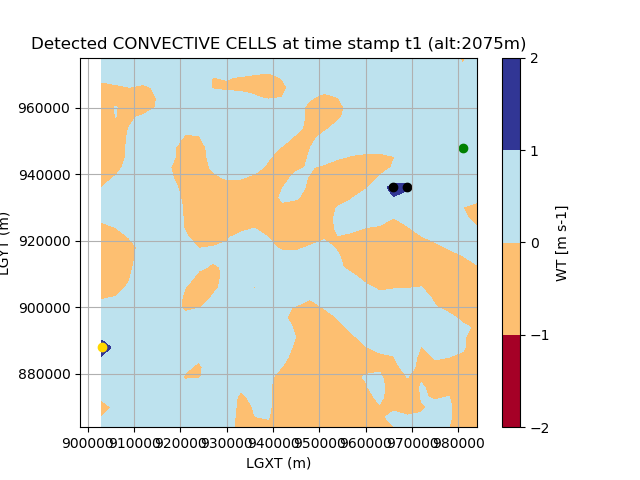 Detected CONVECTIVE CELLS at time stamp t1 (alt:2075m)
960000
940000
920000
900000
880000
LGYT (m)
900000 910000 920000 930000 940000 950000 960000 970000 980000
LGXT (m)
2
1
0
−1
−2
WT [m s-1]